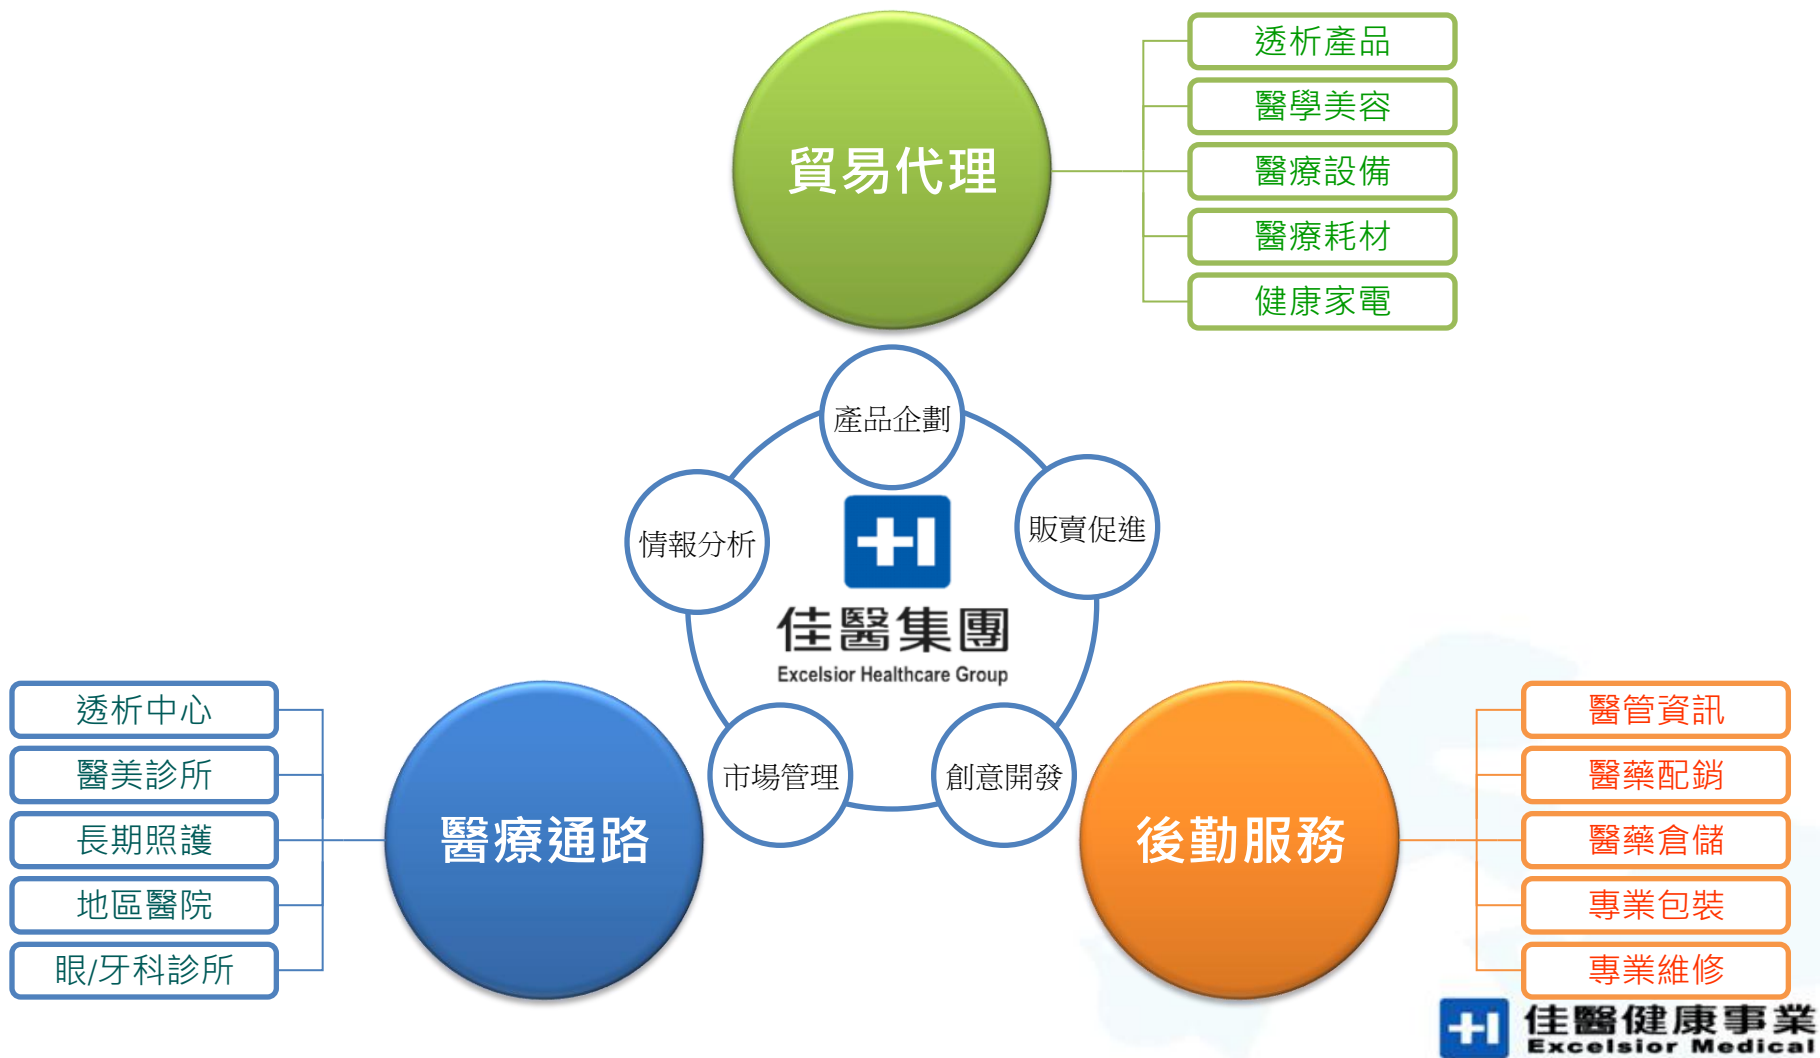 貿易代理
透析產品
醫學美容
醫療設備
醫療耗材
健康家電
產品企劃
販賣促進
情報分析
佳醫集團
Excelsior Healthcare Group
市場管理
創意開發
透析中心
醫美診所
長期照護
地區醫院
眼/牙科診所
醫療通路
後勤服務
醫管資訊
醫藥配銷
醫藥倉儲
專業包裝
專業維修
佳醫健康事業
Excelsior Medical